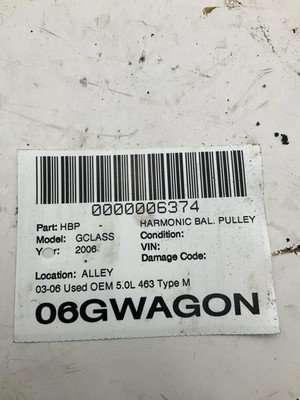 0000006374
Part: HBP - HARMONIC BAL. PULLEY
Model: GCLASS Condition:
Year: 2006 VIN:
Damage Code:
Location: ALLEY
03-06 Used OEM 5.0L 463 Type M
06GWAGON